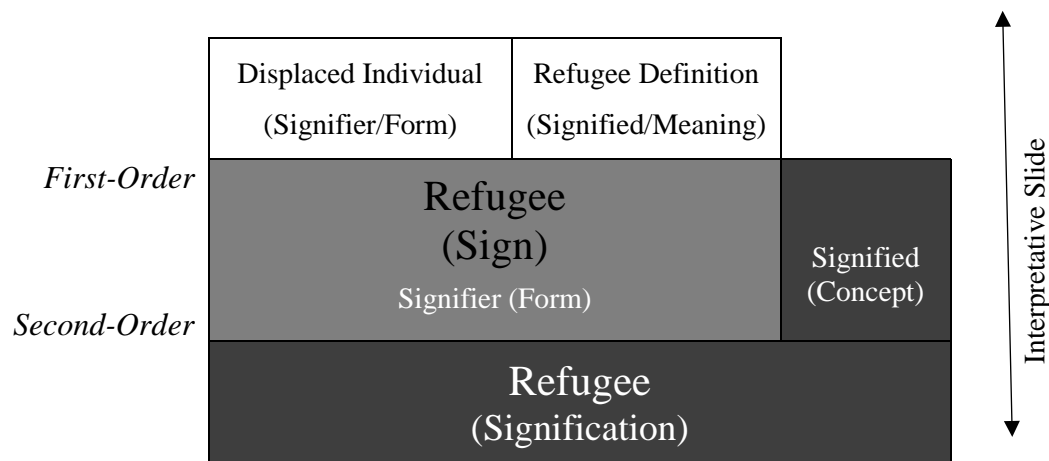 Displaced Individual
(Signifier/Form)
Refugee Definition
(Signified/Meaning)
First-Order
Refugee
(Sign)
Signifier (Form)
Signified
(Concept)
Second-Order
Refugee
(Signification)
Interpretative Slide